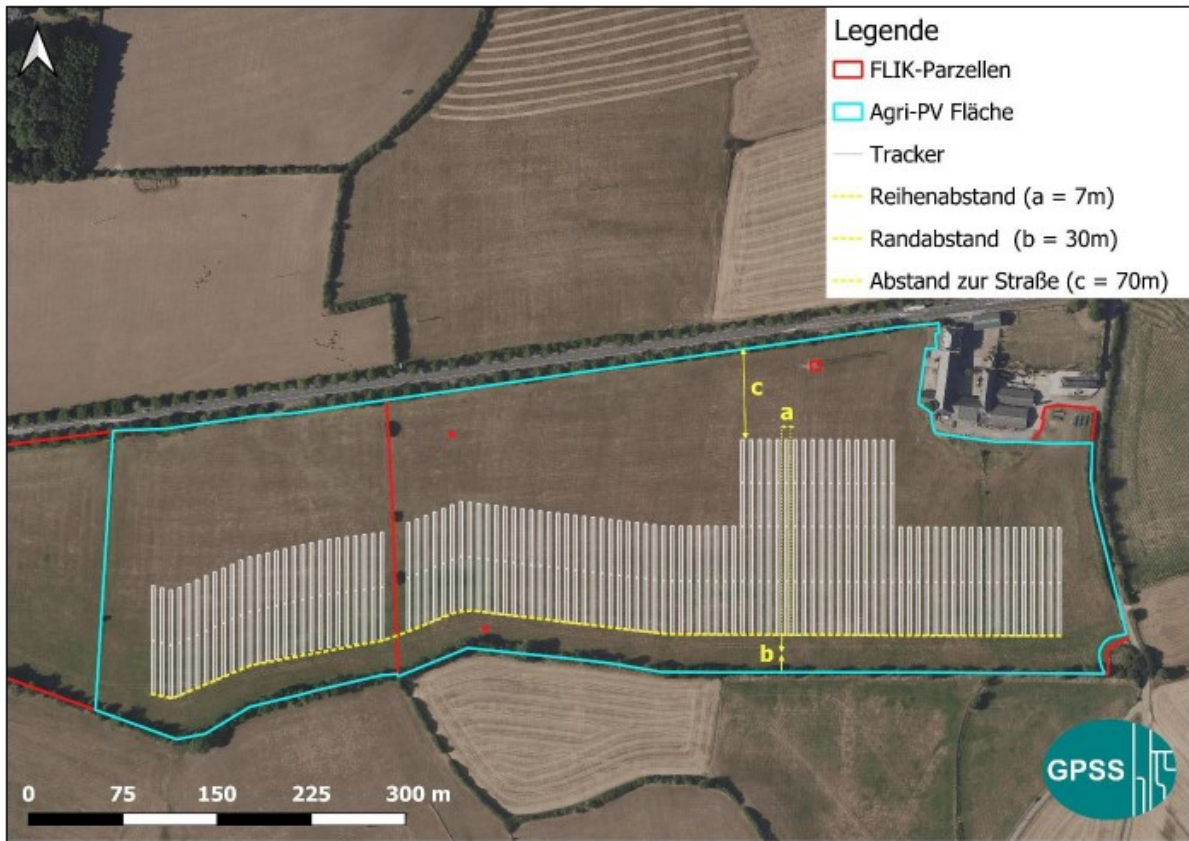 Legende
FLIK-Parzellen
Agri-PV Fläche
Tracker
Reihenabstand (a = 7m)
Randabstand (b = 30m)
Abstand zur Straße (c = 70m)
c
a
b
GPSS
0 75 150 225 300 m